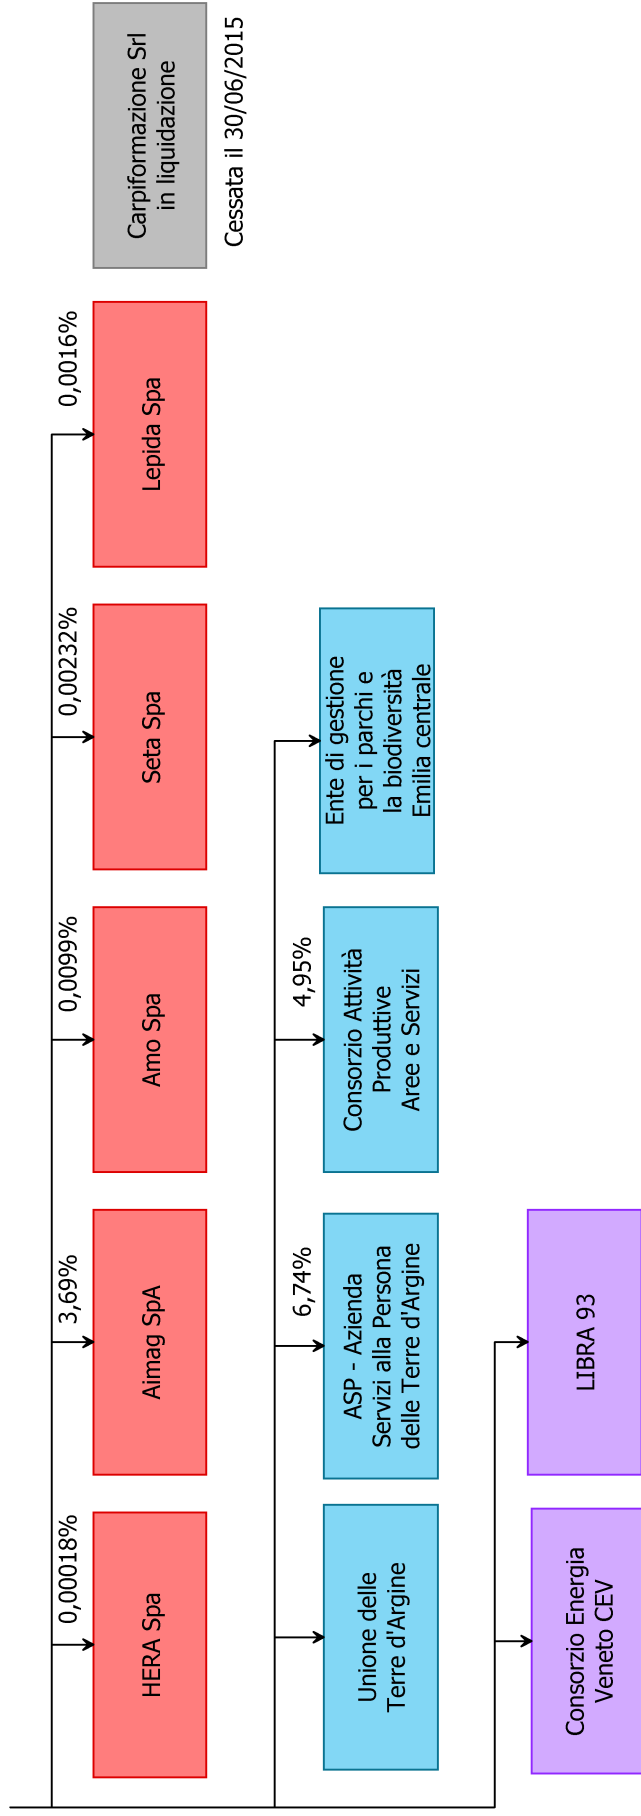 0,00018%
HERA Spa
3,69%
Aimag SpA
0,0099%
Amo Spa
0,00232%
Seta Spa
0,0016%
Lepida Spa
Carpiformazione Srl
in liquidazione
Cessata il 30/06/2015
Unione delle
Terre d'Argine
6,74%
ASP - Azienda
Servizi alla Persona
delle Terre d'Argine
4,95%
Consorzio Attività
Produttive
Aree e Servizi
Ente di gestione
per i parchi e
la biodiversità
Emilia centrale
Consorzio Energia
Veneto CEV
LIBRA 93